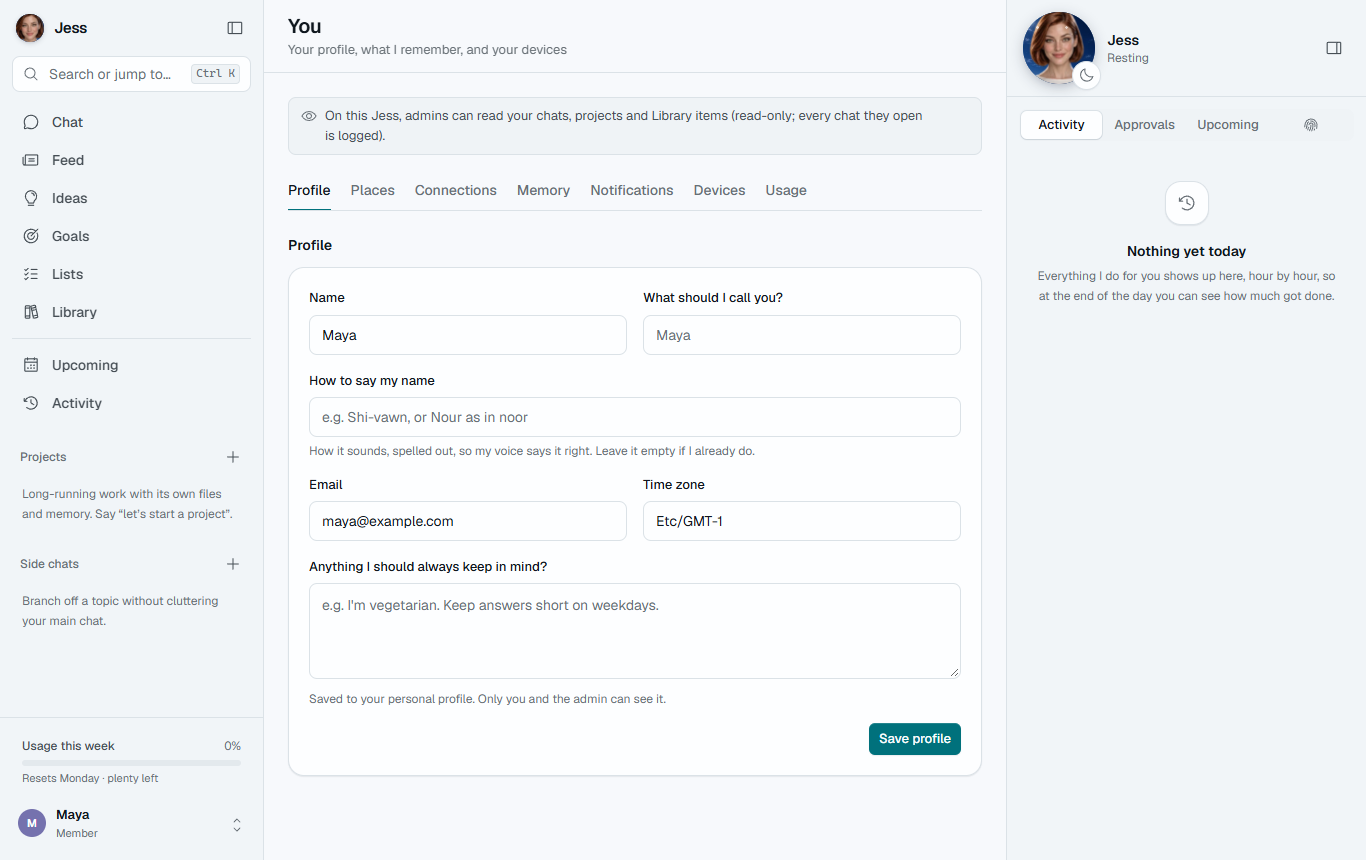 Jess
Search or jump to...
Ctrl K
Chat
Feed
Ideas
Goals
Lists
Library
Upcoming
Activity
Projects
Long-running work with its own files
and memory. Say “let's start a project”.
Side chats
Branch off a topic without cluttering
your main chat.
Usage this week
0%
Resets Monday · plenty left
M
Maya
Member
You
Your profile, what I remember, and your devices
On this Jess, admins can read your chats, projects and Library items (read-only; every chat they open
is logged).
Profile
Places
Connections
Memory
Notifications
Devices
Usage
Profile
Name
Maya
What should I call you?
Maya
How to say my name
e.g. Shi-vawn, or Nour as in noor
How it sounds, spelled out, so my voice says it right. Leave it empty if I already do.
Email
maya@example.com
Time zone
Etc/GMT-1
Anything I should always keep in mind?
e.g. I'm vegetarian. Keep answers short on weekdays.
Saved to your personal profile. Only you and the admin can see it.
Save profile
Jess
Resting
Activity
Approvals
Upcoming
Nothing yet today
Everything I do for you shows up here, hour by hour, so
at the end of the day you can see how much got done.